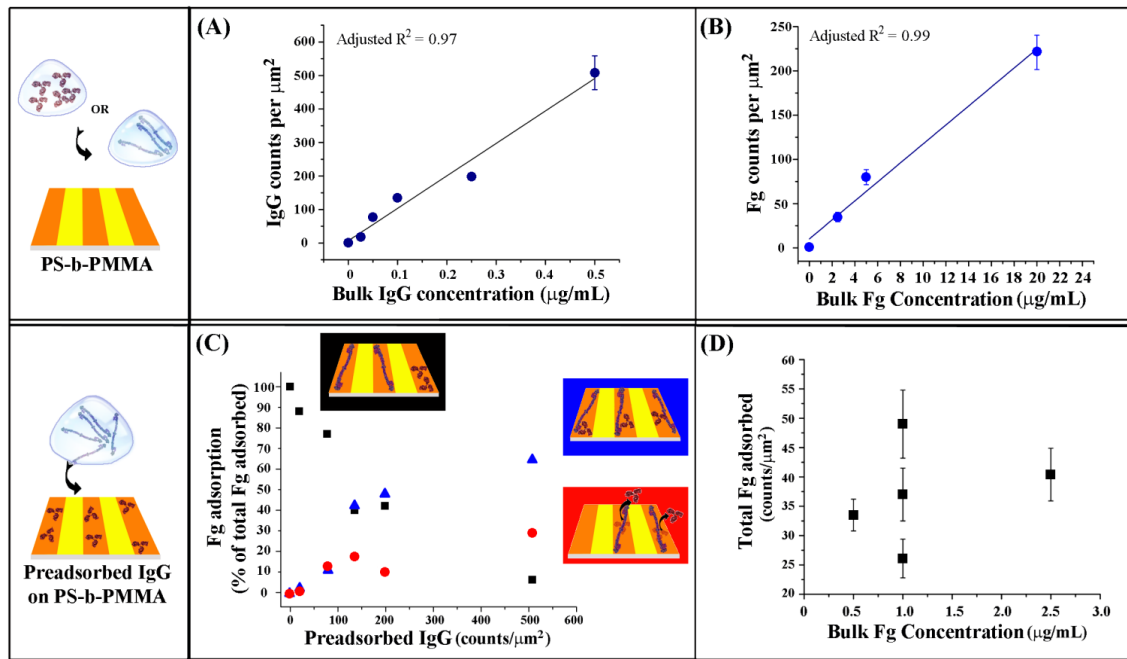 OR
PS-b-PMMA
(A)
Adjusted R² = 0.97
IgG counts per μm²
600
500
400
300
200
100
0
0
0.1
0.2
0.3
0.4
0.5
Bulk IgG concentration (μg/mL)
(B)
Adjusted R² = 0.99
Fg counts per μm²
250
225
200
175
150
125
100
75
50
25
0
0 2 4 6 8 10 12 14 16 18 20 22 24
Bulk Fg Concentration (μg/mL)
Preadsorbed IgG
on PS-b-PMMA
(C)
Fg adsorption
(% of total Fg adsorbed)
100
90
80
70
60
50
40
30
20
10
0
0 100 200 300 400 500 600
Preadsorbed IgG (counts/μm²)
(D)
Total Fg adsorbed
(counts/μm²)
60
55
50
45
40
35
30
25
20
0.5 1.0 1.5 2.0 2.5 3.0
Bulk Fg Concentration (μg/mL)